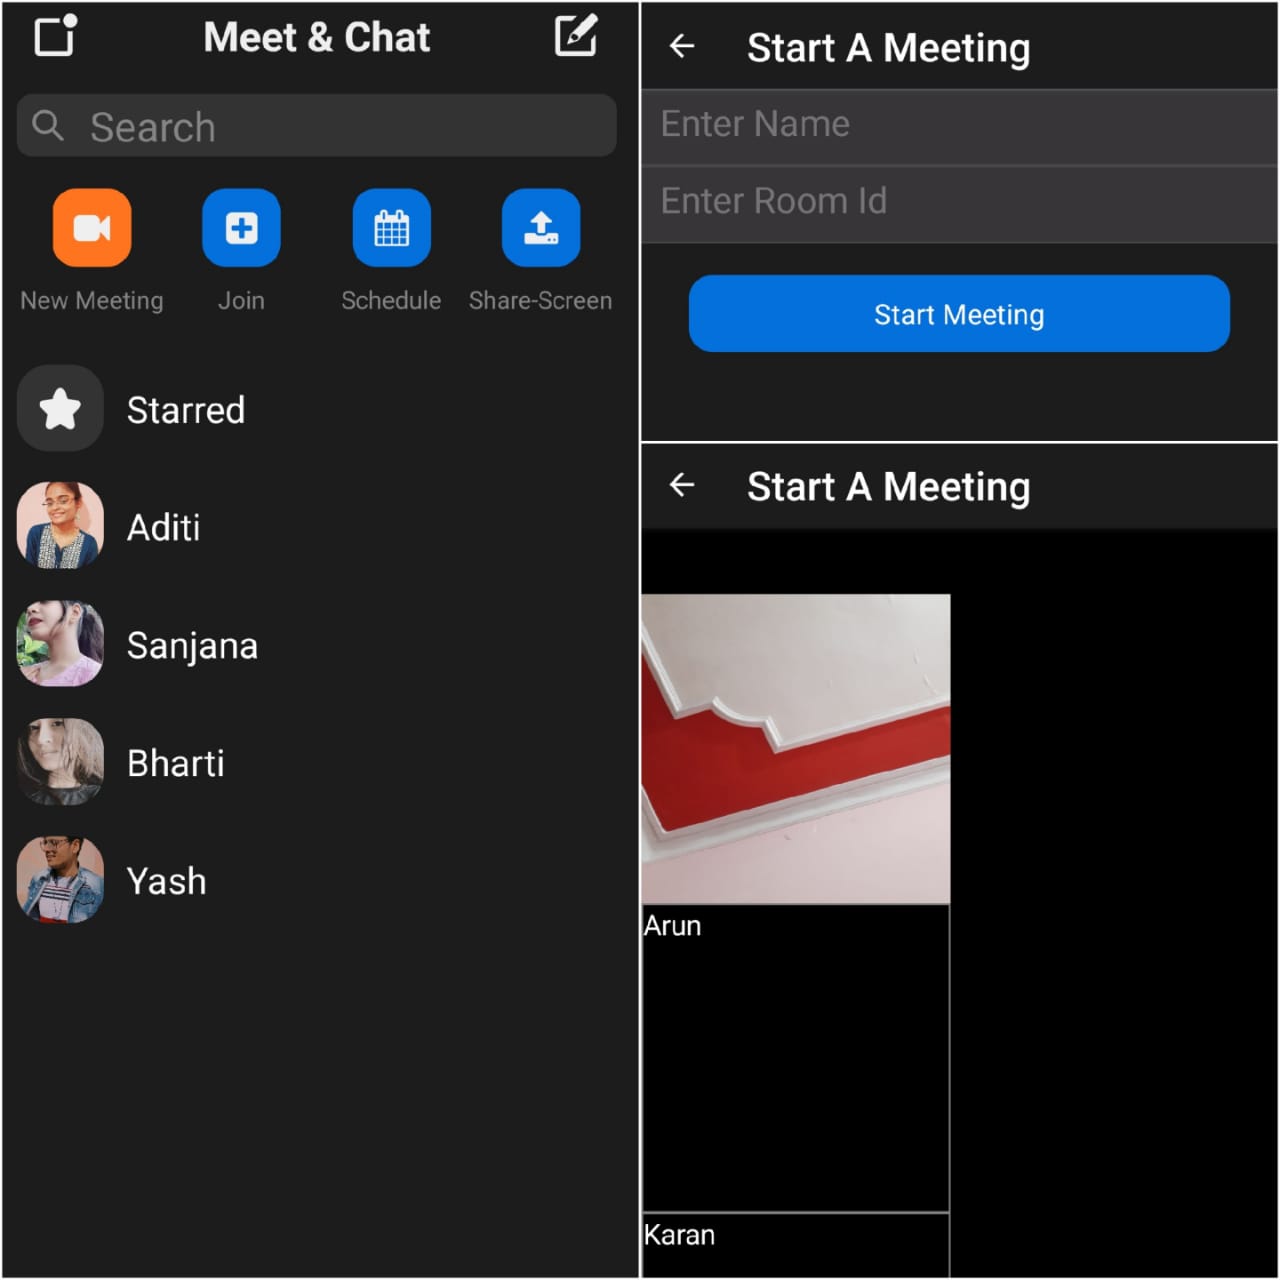 Meet & Chat
Search
New Meeting
Join
Schedule
Share-Screen
Starred
Aditi
Sanjana
Bharti
Yash
Start A Meeting
Enter Name
Enter Room Id
Start Meeting
Start A Meeting
Arun
Karan